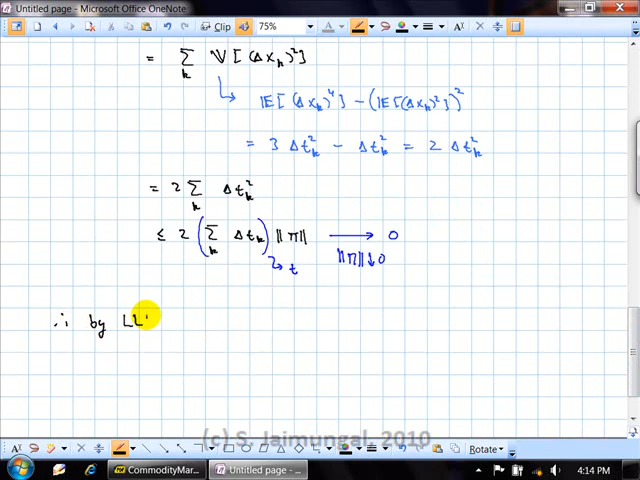 Untitled page - Microsoft Office OneNote
Clipart
75%
= Σ_k 𝕍[(Δx_k)²]
↳ 𝔼[(Δx_k)⁴] - (𝔼[(Δx_k)²])²
= 3 Δt_k² - Δt_k² = 2 Δt_k²
= 2 Σ_k Δt_k²
≤ 2 (Σ_k Δt_k) ‖π‖ → 0
↳ t ‖π‖↓0
∴ by LL
(c) S. Jaimungal, 2010
Rotate
CommodityMar...
Untitled page - Micr...
4:14 PM